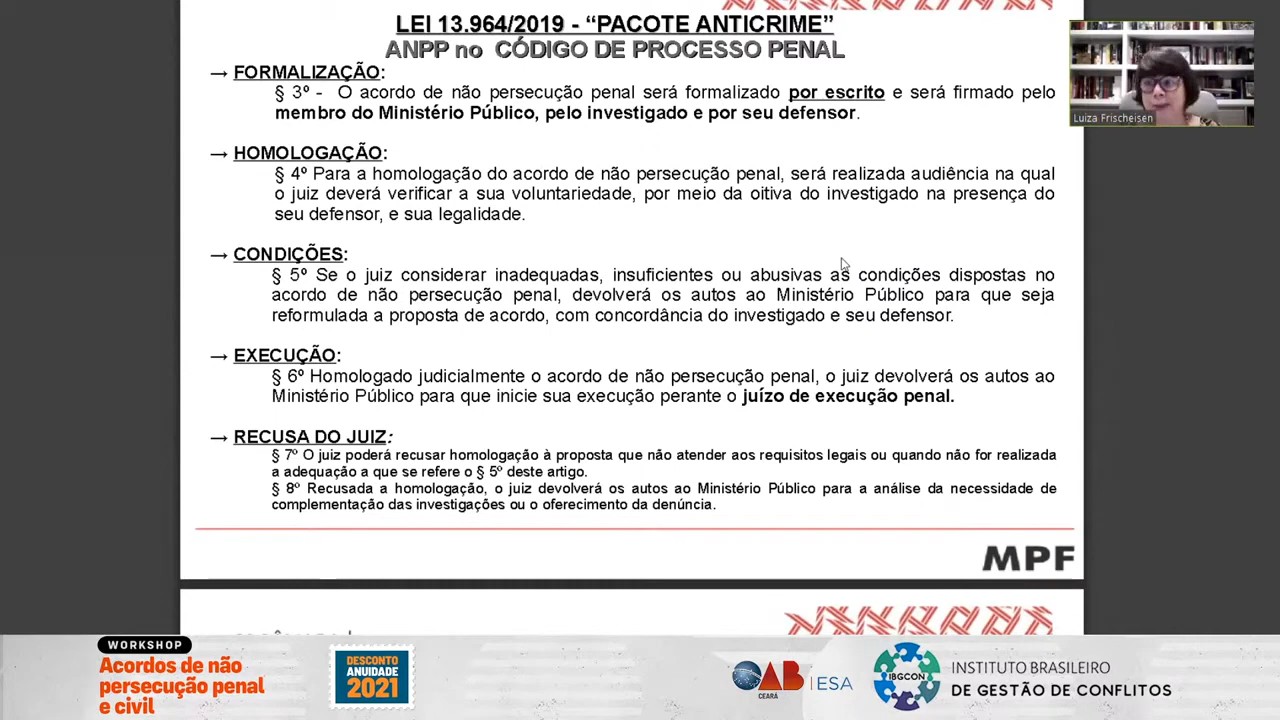 LEI 13.964/2019 - “PACOTE ANTICRIME”
ANPP no CÓDIGO DE PROCESSO PENAL
→ FORMALIZAÇÃO:
§ 3º - O acordo de não persecução penal será formalizado por escrito e será firmado pelo
membro do Ministério Público, pelo investigado e por seu defensor.
→ HOMOLOGAÇÃO:
§ 4º Para a homologação do acordo de não persecução penal, será realizada audiência na qual
o juiz deverá verificar a sua voluntariedade, por meio da oitiva do investigado na presença do
seu defensor, e sua legalidade.
→ CONDIÇÕES:
§ 5º Se o juiz considerar inadequadas, insuficientes ou abusivas as condições dispostas no
acordo de não persecução penal, devolverá os autos ao Ministério Público para que seja
reformulada a proposta de acordo, com concordância do investigado e seu defensor.
→ EXECUÇÃO:
§ 6º Homologado judicialmente o acordo de não persecução penal, o juiz devolverá os autos ao
Ministério Público para que inicie sua execução perante o juízo de execução penal.
→ RECUSA DO JUIZ:
§ 7º O juiz poderá recusar homologação à proposta que não atender aos requisitos legais ou quando não for realizada
a adequação a que se refere o § 5º deste artigo.
§ 8º Recusada a homologação, o juiz devolverá os autos ao Ministério Público para a análise da necessidade de
complementação das investigações ou o oferecimento da denúncia.
MPF
Luiza Frischeisen
WORKSHOP
Acordos de não
persecução penal
e civil
DESCONTO
ANUIDADE
2021
OAB | ESA
CEARÁ
IBGCON
INSTITUTO BRASILEIRO
DE GESTÃO DE CONFLITOS